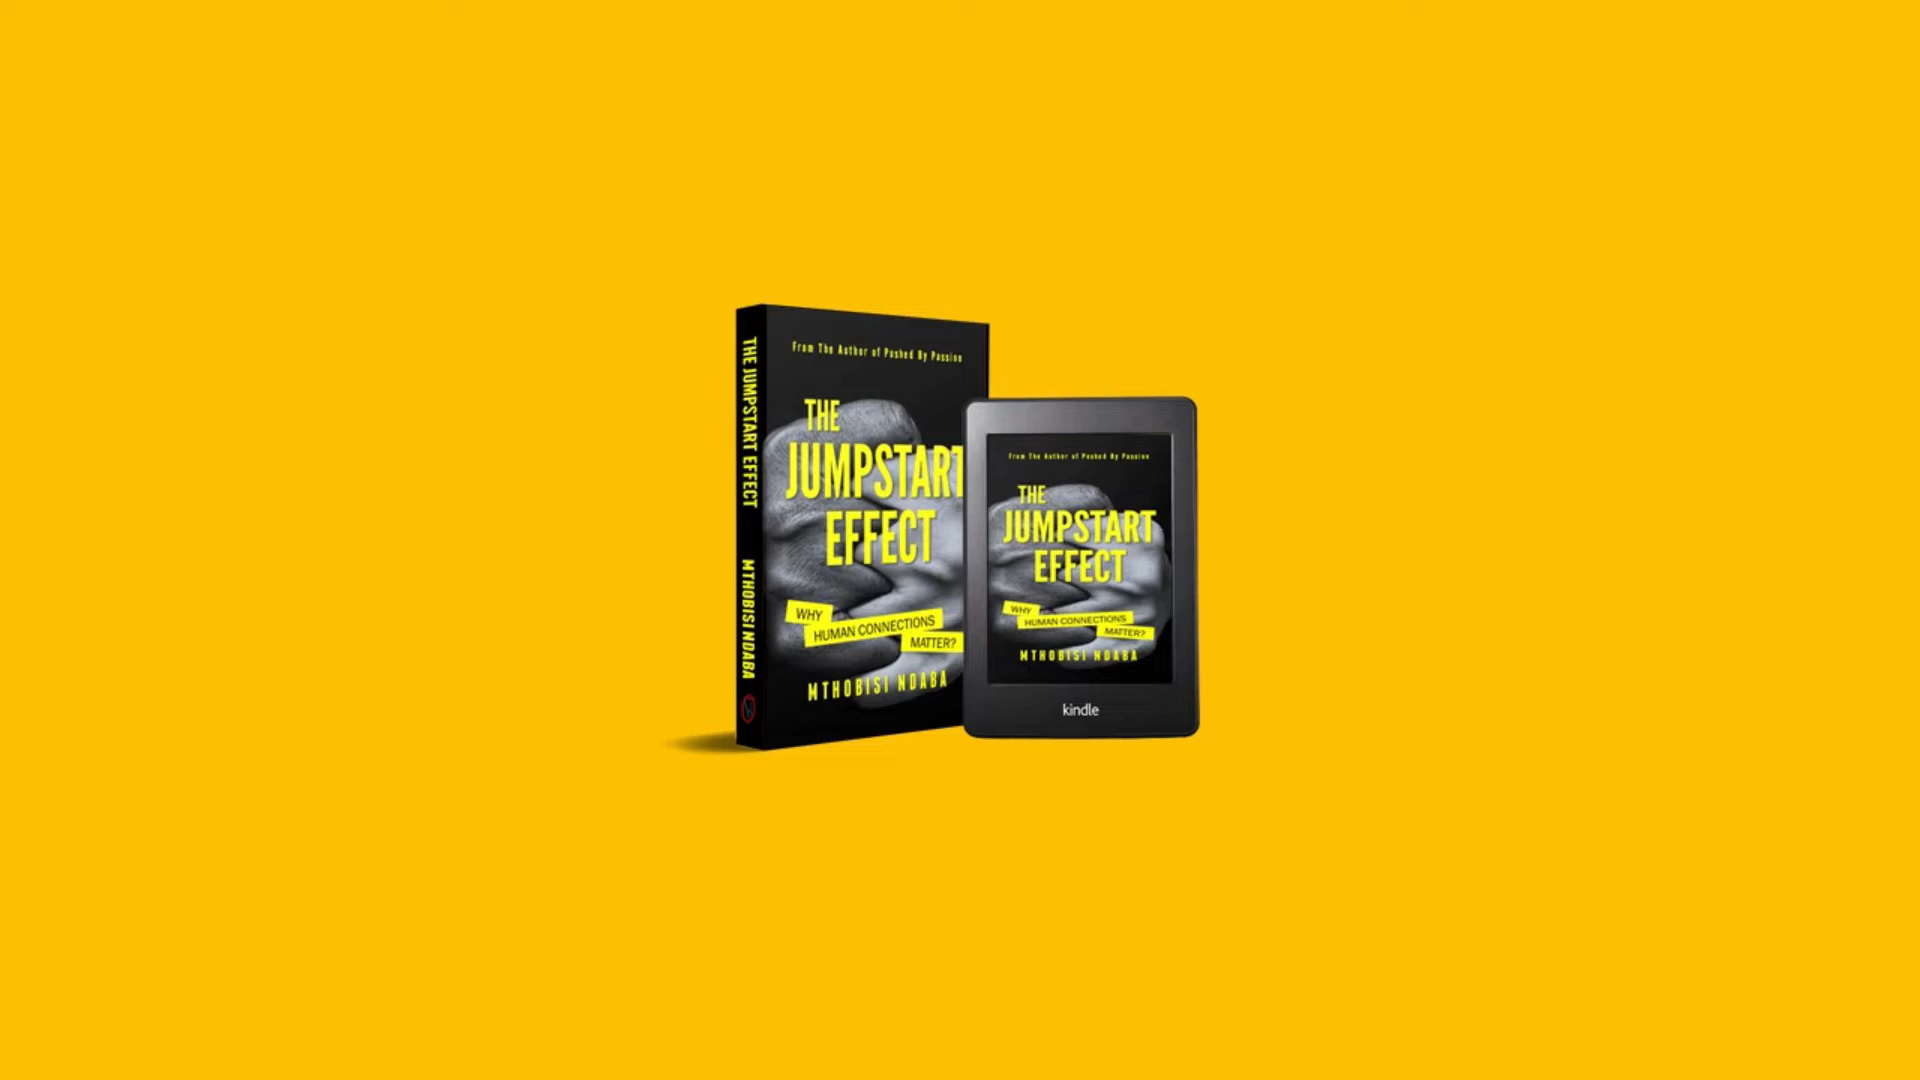 THE JUMPSTART EFFECT
MTHOBISI NDABA
From The Author of Pushed By Passion
THE
JUMPSTART
EFFECT
WHY
HUMAN CONNECTIONS
MATTER?
MTHOBISI NDABA
From The Author of Pushed By Passion
THE
JUMPSTART
EFFECT
WHY
HUMAN CONNECTIONS
MATTER?
MTHOBISI NDABA
kindle